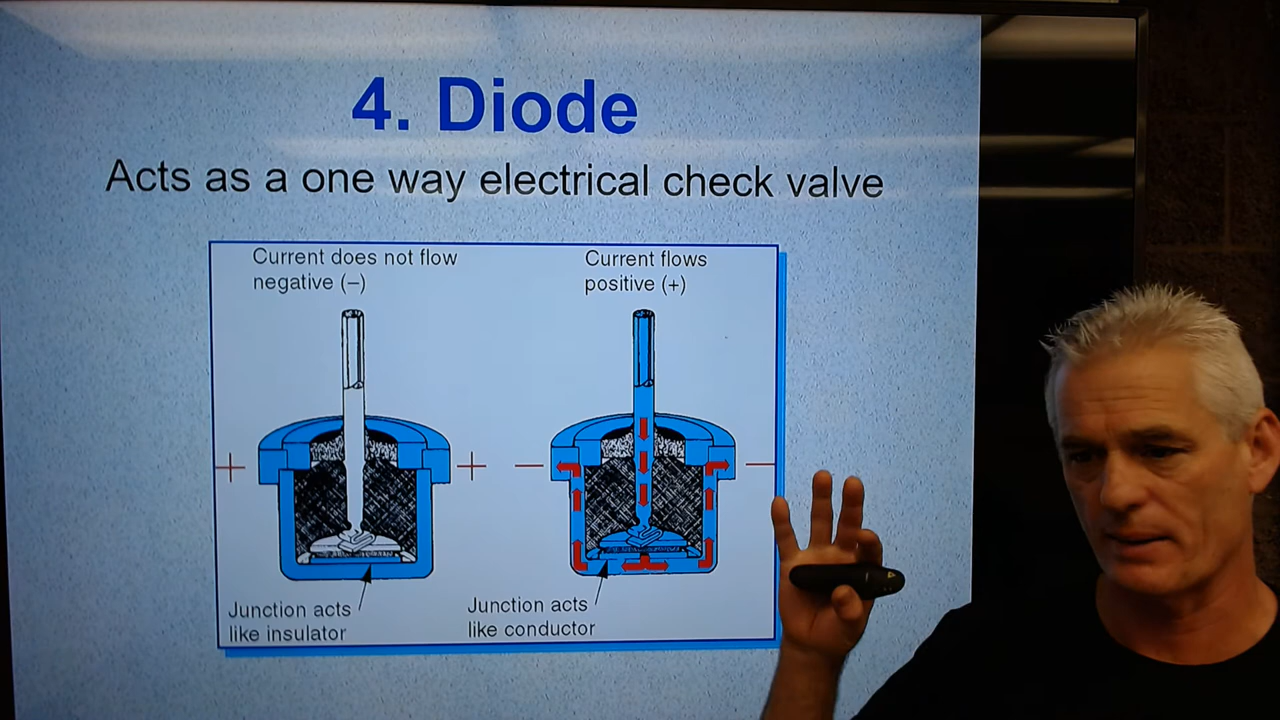 4. Diode
Acts as a one way electrical check valve
Current does not flow
negative (–)
Current flows
positive (+)
+
+
–
–
Junction acts
like insulator
Junction acts
like conductor